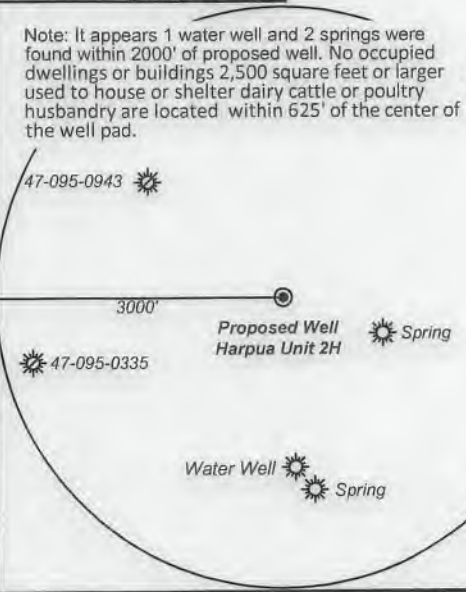 Note: It appears 1 water well and 2 springs were
found within 2000' of proposed well. No occupied
dwellings or buildings 2,500 square feet or larger
used to house or shelter dairy cattle or poultry
husbandry are located within 625' of the center of
the well pad.
47-095-0943
3000'
Proposed Well
Harpua Unit 2H
Spring
47-095-0335
Water Well
Spring